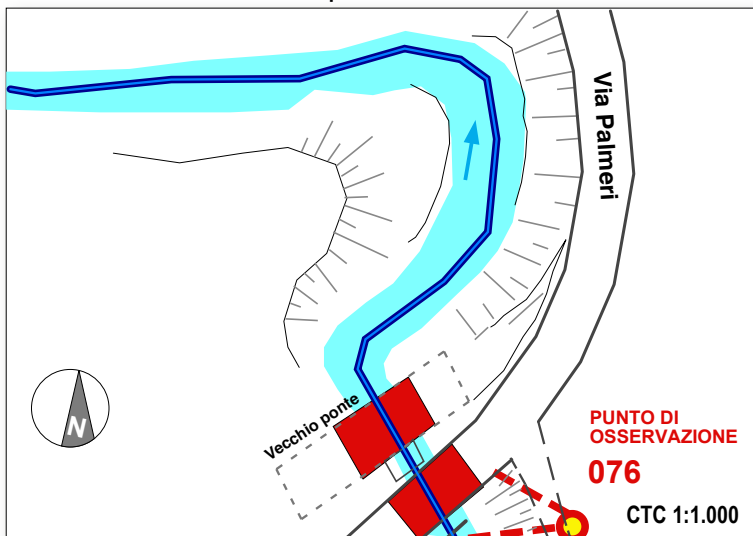 Via Palmeri
Vecchio ponte
N
PUNTO DI
OSSERVAZIONE
076
CTC 1:1.000